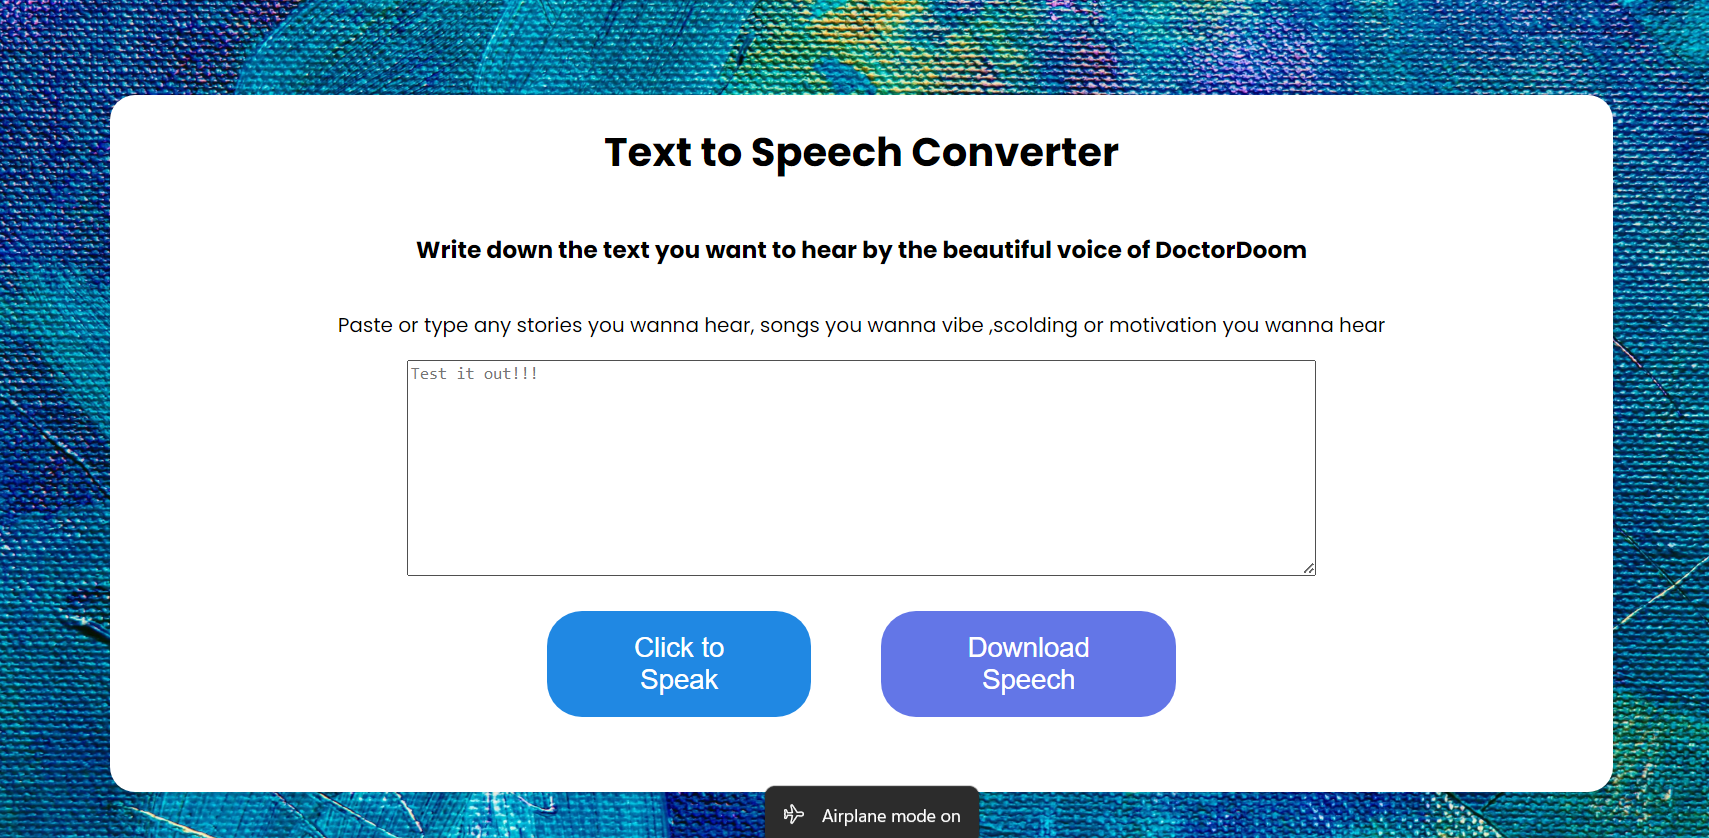 Text to Speech Converter
Write down the text you want to hear by the beautiful voice of DoctorDoom
Paste or type any stories you wanna hear, songs you wanna vibe ,scolding or motivation you wanna hear
Test it out!!!
Click to
Speak
Download
Speech
Airplane mode on